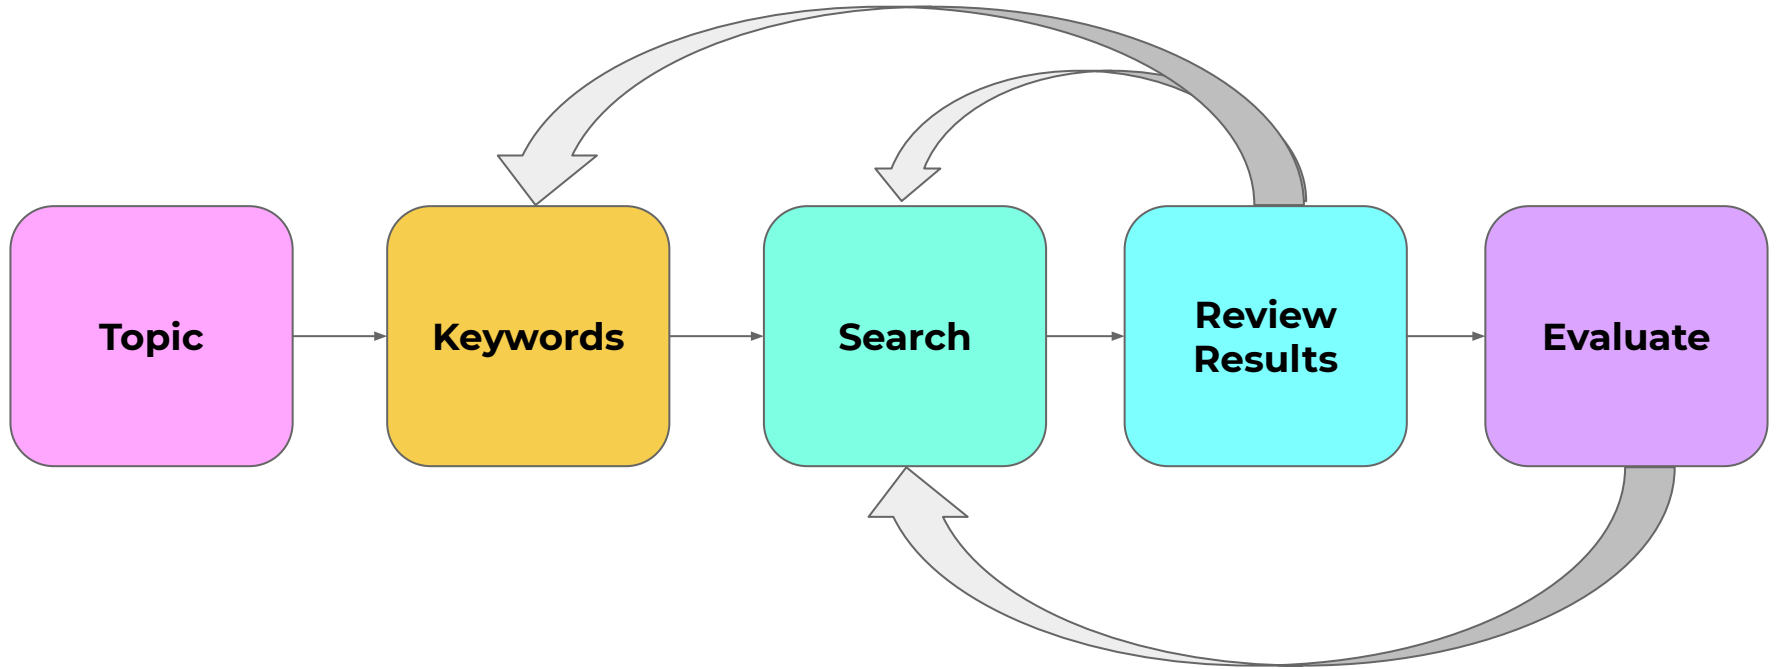 Topic
Keywords
Search
Review
Results
Evaluate